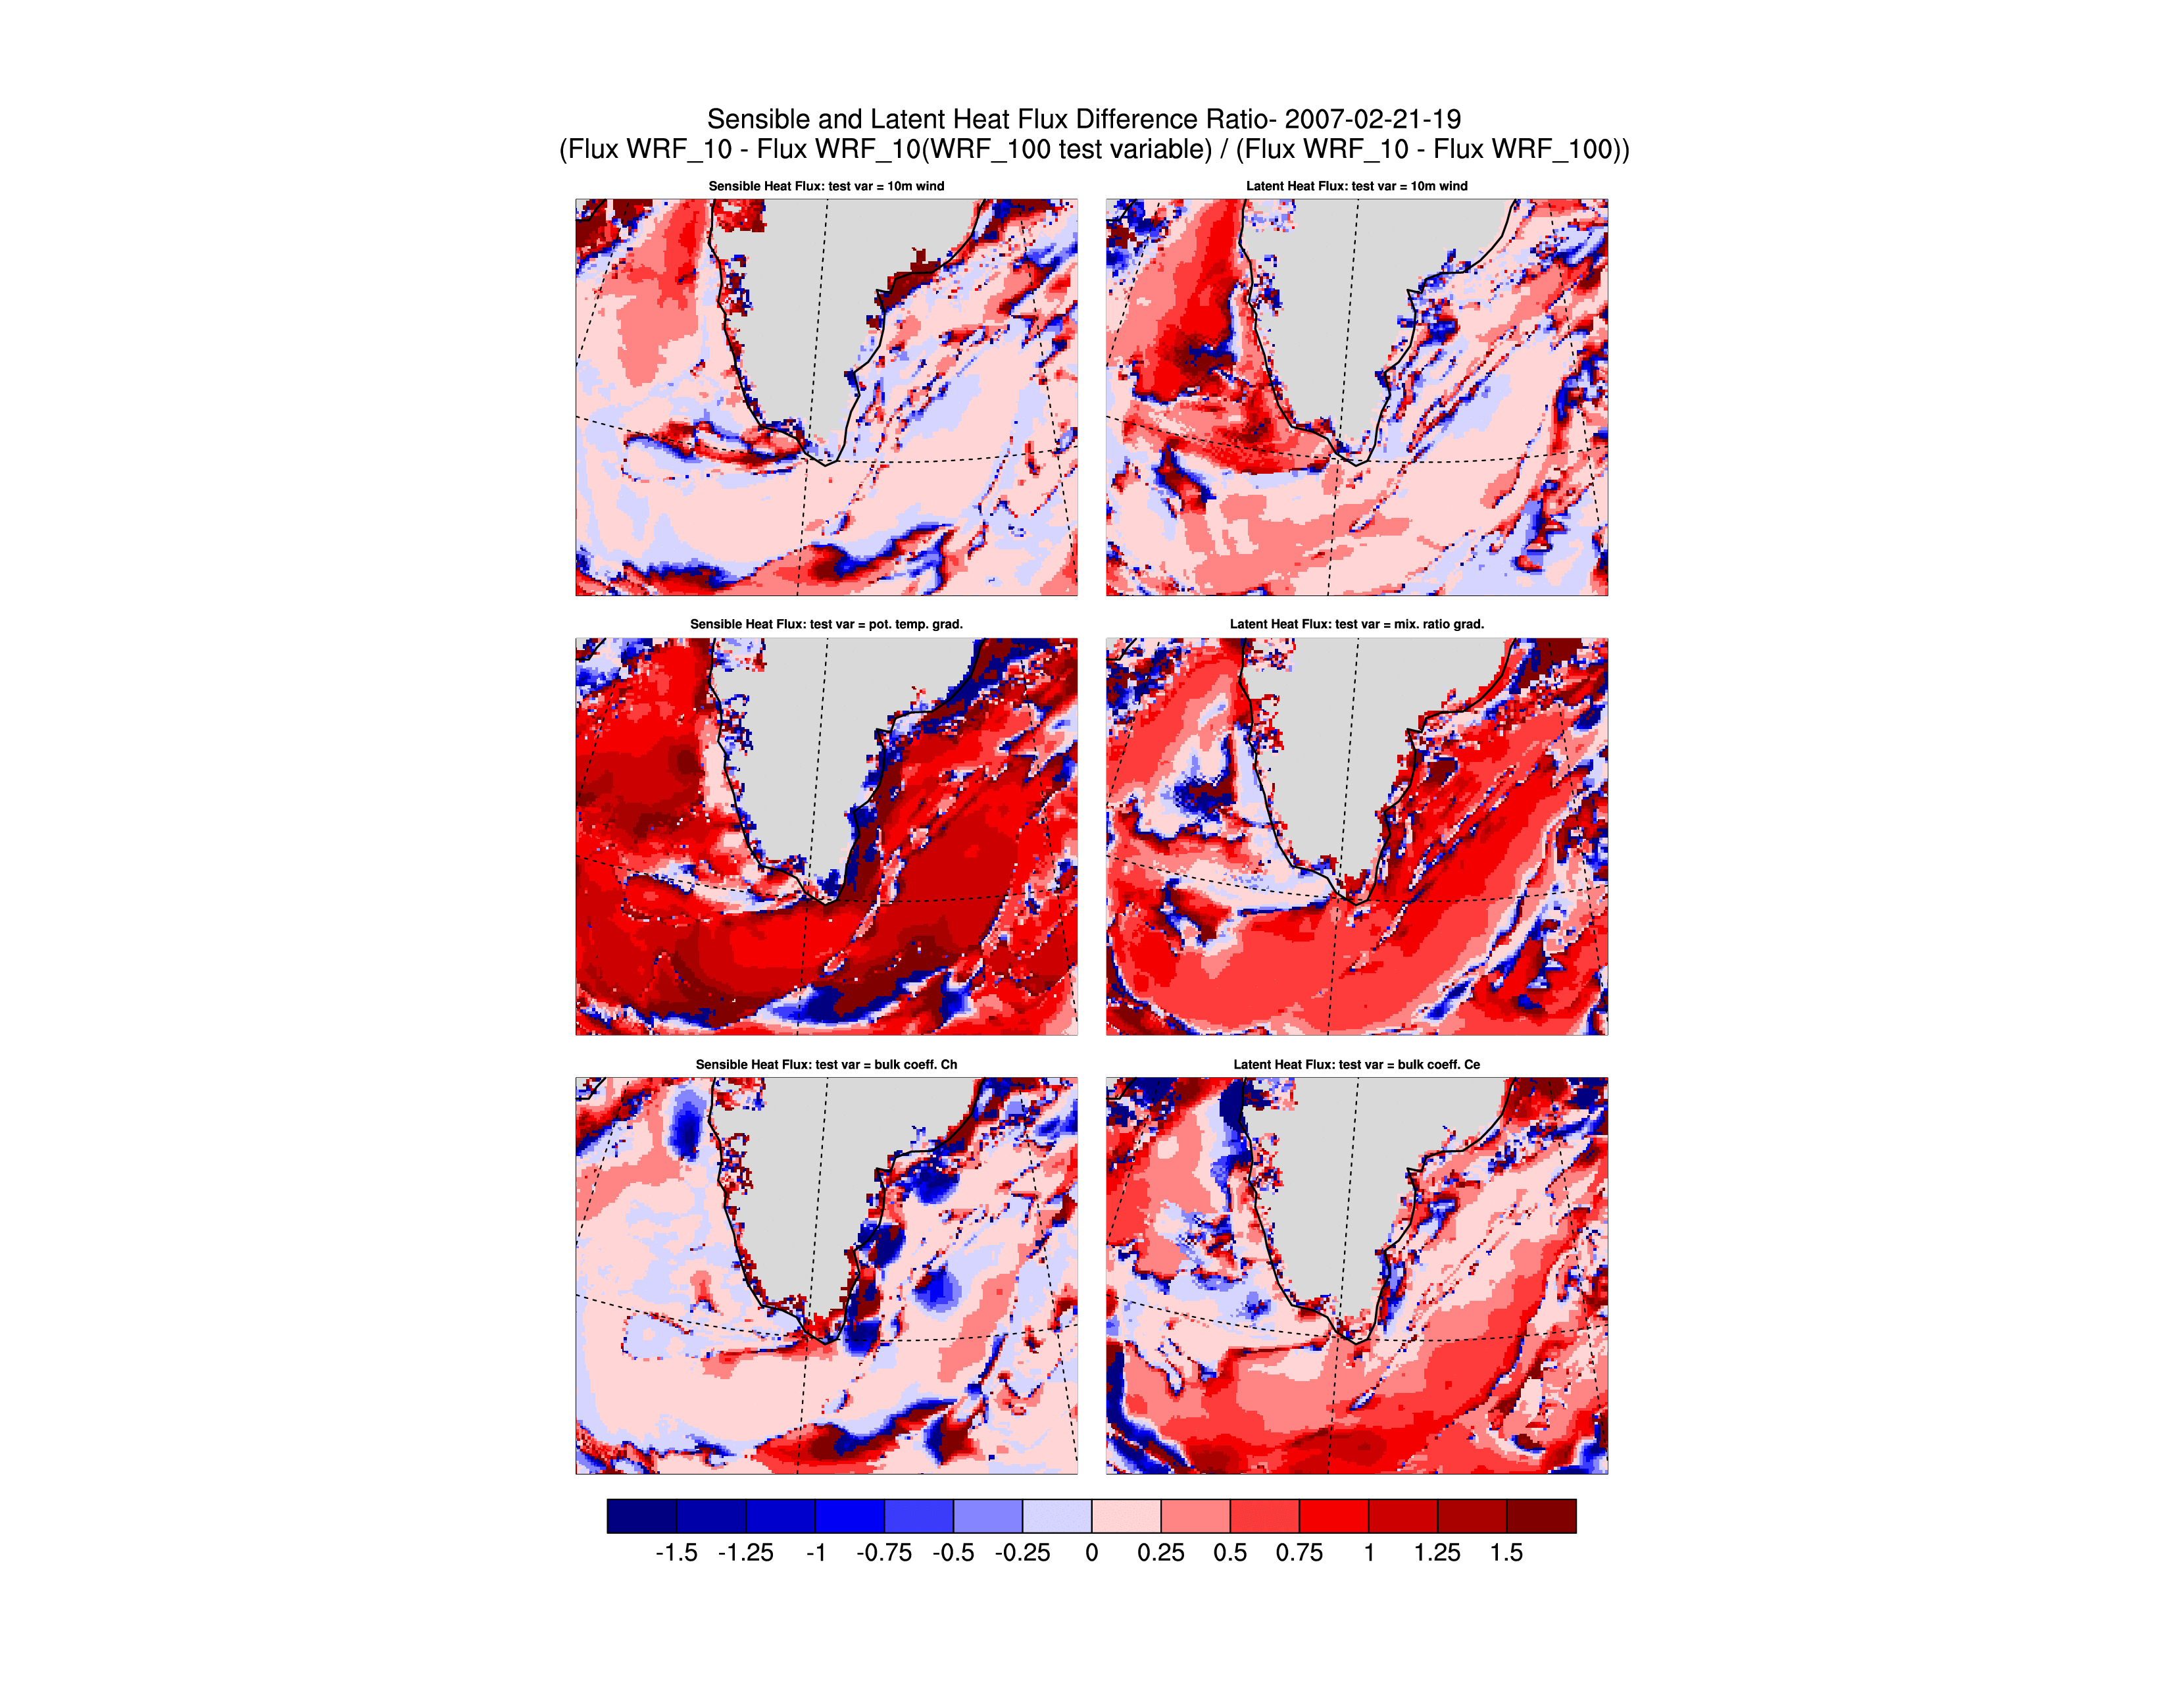 Sensible and Latent Heat Flux Difference Ratio- 2007-02-21-19
(Flux WRF_10 - Flux WRF_10(WRF_100 test variable) / (Flux WRF_10 - Flux WRF_100))
Sensible Heat Flux: test var = 10m wind
Latent Heat Flux: test var = 10m wind
Sensible Heat Flux: test var = pot. temp. grad.
Latent Heat Flux: test var = mix. ratio grad.
Sensible Heat Flux: test var = bulk coeff. Ch
Latent Heat Flux: test var = bulk coeff. Ce
-1.5 -1.25 -1 -0.75 -0.5 -0.25 0 0.25 0.5 0.75 1 1.25 1.5